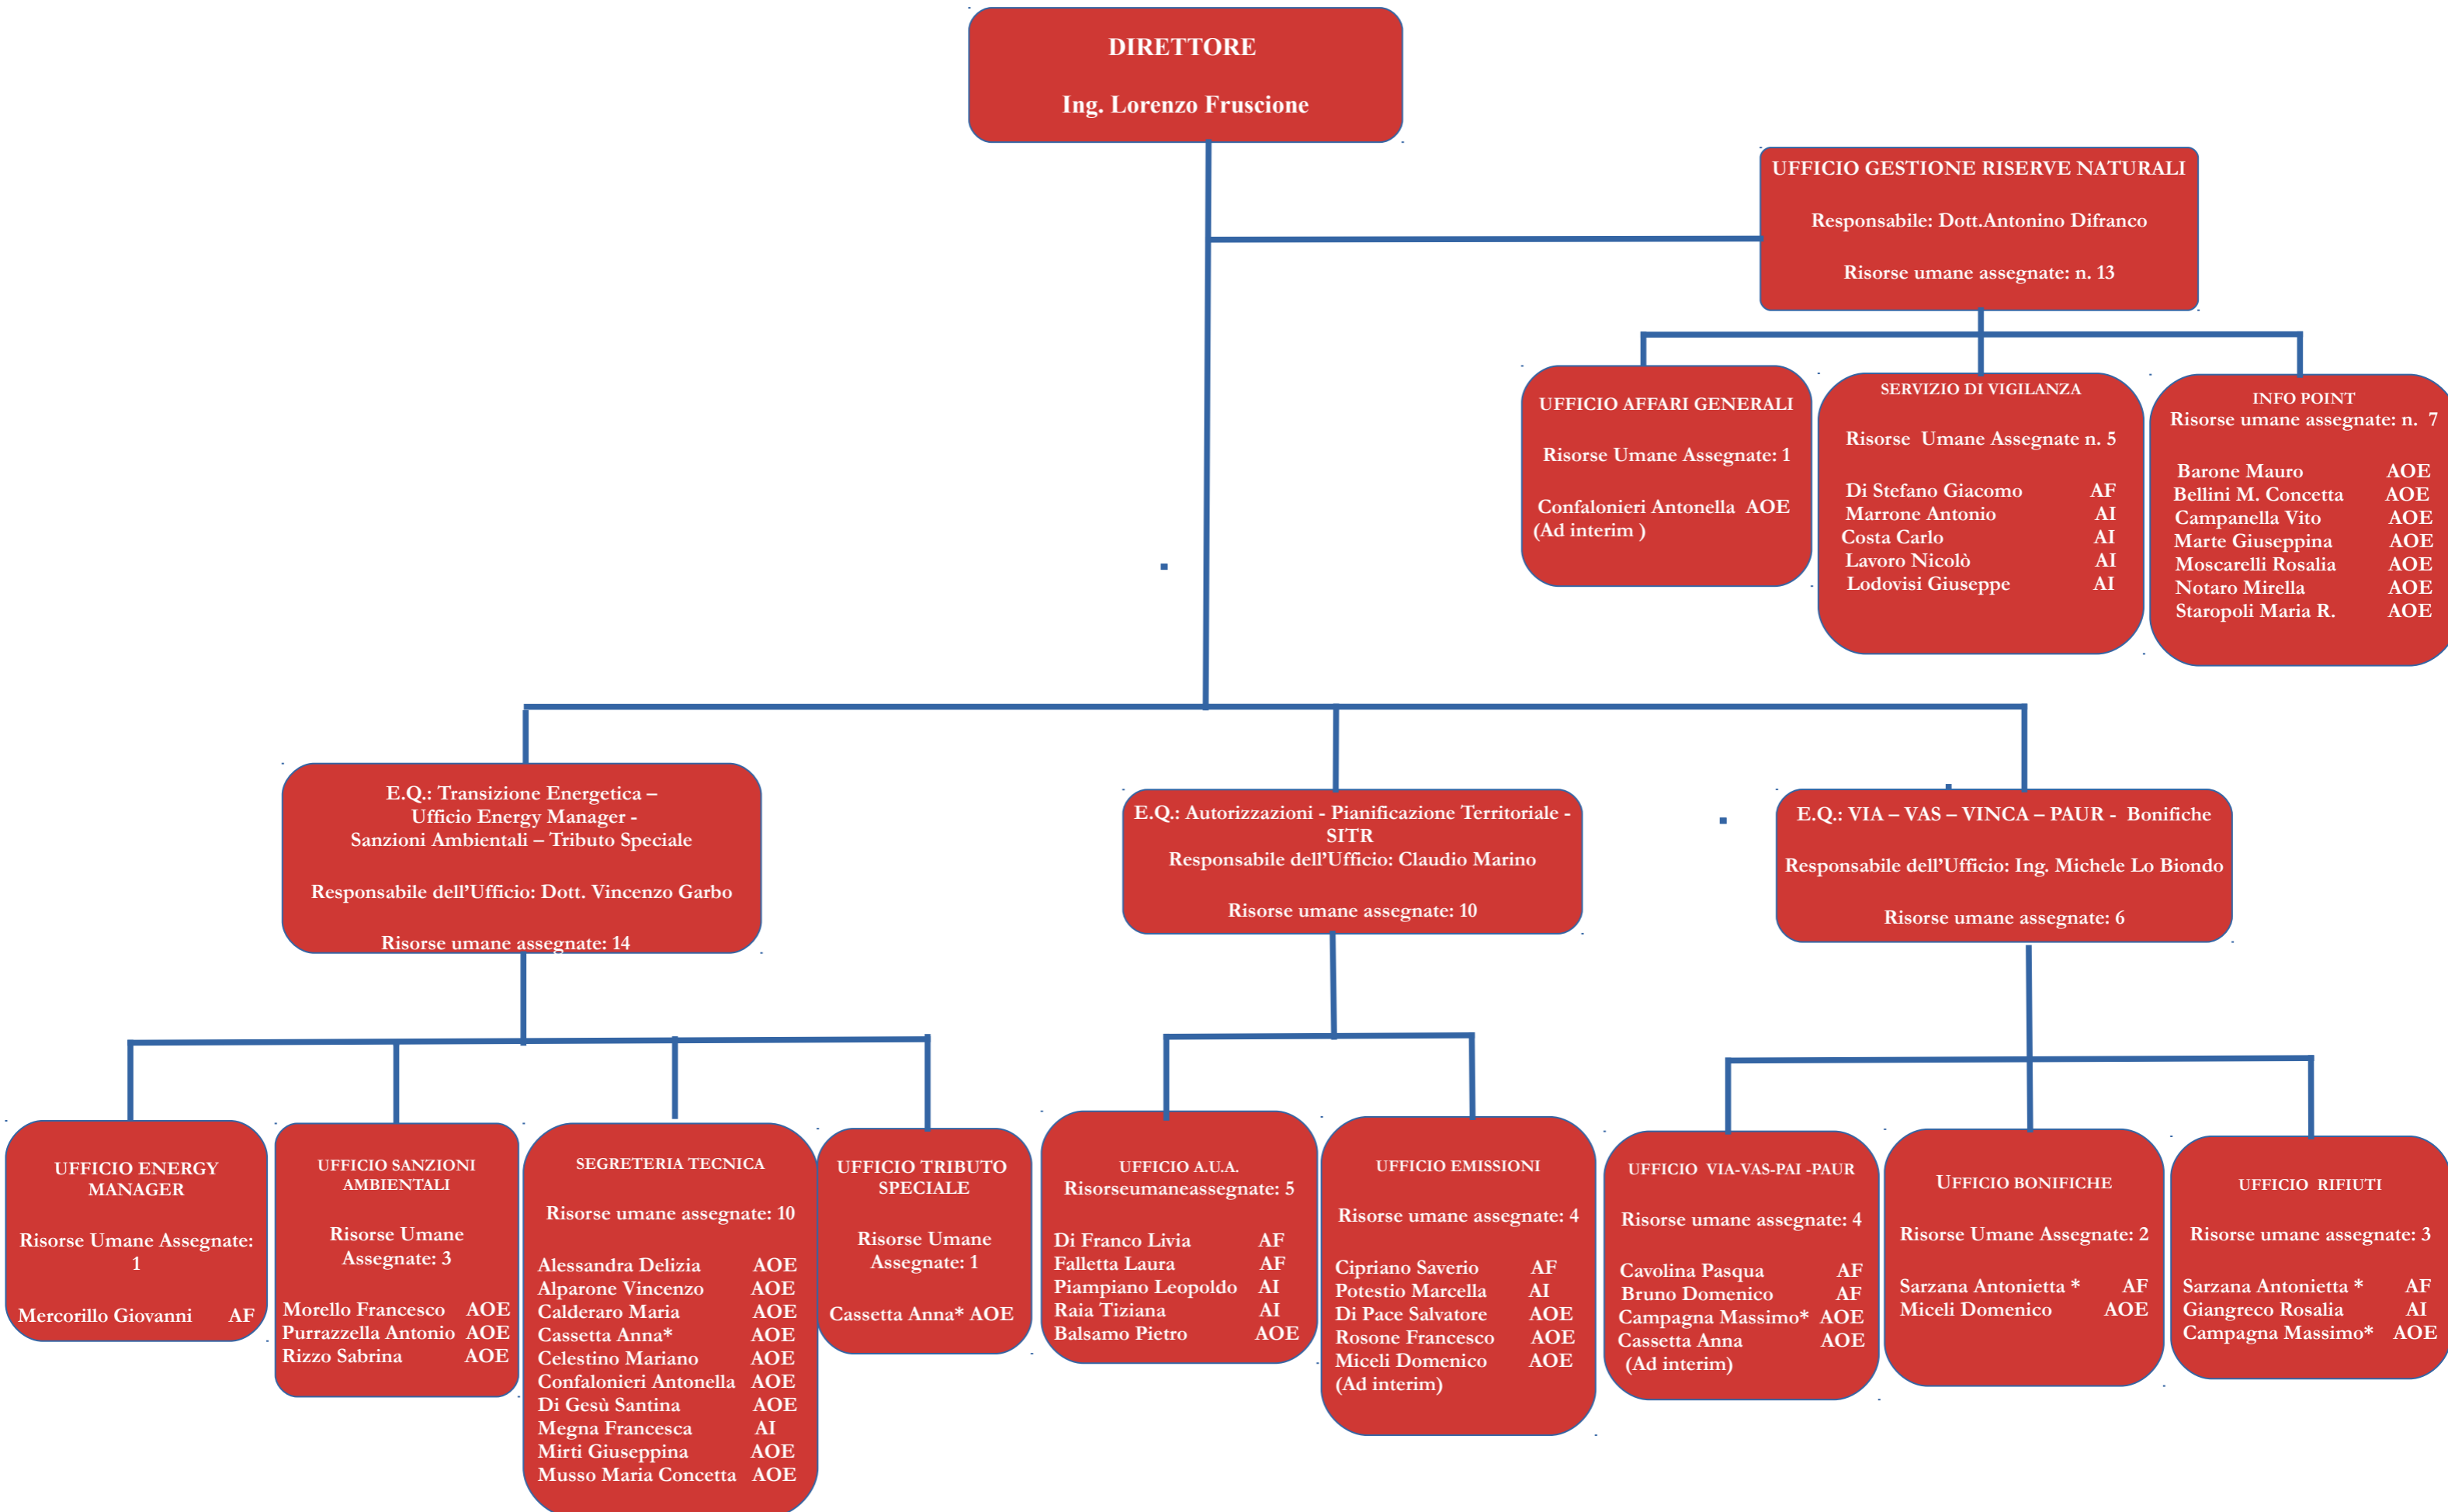 DIRETTORE
Ing. Lorenzo Fruscione
UFFICIO GESTIONE RISERVE NATURALI
Responsabile: Dott.Antonino Difranco
Risorse umane assegnate: n. 13
UFFICIO AFFARI GENERALI
Risorse Umane Assegnate: 1
Confalonieri Antonella AOE
(Ad interim )
SERVIZIO DI VIGILANZA
Risorse Umane Assegnate n. 5
Di Stefano Giacomo AF
Marrone Antonio AI
Costa Carlo AI
Lavoro Nicolò AI
Lodovisi Giuseppe AI
INFO POINT
Risorse umane assegnate: n. 7
Barone Mauro AOE
Bellini M. Concetta AOE
Campanella Vito AOE
Marte Giuseppina AOE
Moscarelli Rosalia AOE
Notaro Mirella AOE
Staropoli Maria R. AOE
E.Q.: Transizione Energetica –
Ufficio Energy Manager -
Sanzioni Ambientali – Tributo Speciale
Responsabile dell'Ufficio: Dott. Vincenzo Garbo
Risorse umane assegnate: 14
E.Q.: Autorizzazioni - Pianificazione Territoriale -
SITR
Responsabile dell'Ufficio: Claudio Marino
Risorse umane assegnate: 10
E.Q.: VIA – VAS – VINCA – PAUR - Bonifiche
Responsabile dell'Ufficio: Ing. Michele Lo Biondo
Risorse umane assegnate: 6
UFFICIO ENERGY
MANAGER
Risorse Umane Assegnate:
1
Mercorillo Giovanni AF
UFFICIO SANZIONI
AMBIENTALI
Risorse Umane
Assegnate: 3
Morello Francesco AOE
Purrazzella Antonio AOE
Rizzo Sabrina AOE
SEGRETERIA TECNICA
Risorse umane assegnate: 10
Alessandra Delizia AOE
Alparone Vincenzo AOE
Calderaro Maria AOE
Cassetta Anna* AOE
Celestino Mariano AOE
Confalonieri Antonella AOE
Di Gesù Santina AOE
Megna Francesca AI
Mirti Giuseppina AOE
Musso Maria Concetta AOE
UFFICIO TRIBUTO
SPECIALE
Risorse Umane
Assegnate: 1
Cassetta Anna* AOE
UFFICIO A.U.A.
Risorseumaneassegnate: 5
Di Franco Livia AF
Falletta Laura AF
Piampiano Leopoldo AI
Raia Tiziana AI
Balsamo Pietro AOE
UFFICIO EMISSIONI
Risorse umane assegnate: 4
Cipriano Saverio AF
Potestio Marcella AI
Di Pace Salvatore AOE
Rosone Francesco AOE
Miceli Domenico AOE
(Ad interim)
UFFICIO VIA-VAS-PAI -PAUR
Risorse umane assegnate: 4
Cavolina Pasqua AF
Bruno Domenico AF
Campagna Massimo* AOE
Cassetta Anna AOE
(Ad interim)
UFFICIO BONIFICHE
Risorse Umane Assegnate: 2
Sarzana Antonietta * AF
Miceli Domenico AOE
UFFICIO RIFIUTI
Risorse umane assegnate: 3
Sarzana Antonietta * AF
Giangreco Rosalia AI
Campagna Massimo* AOE